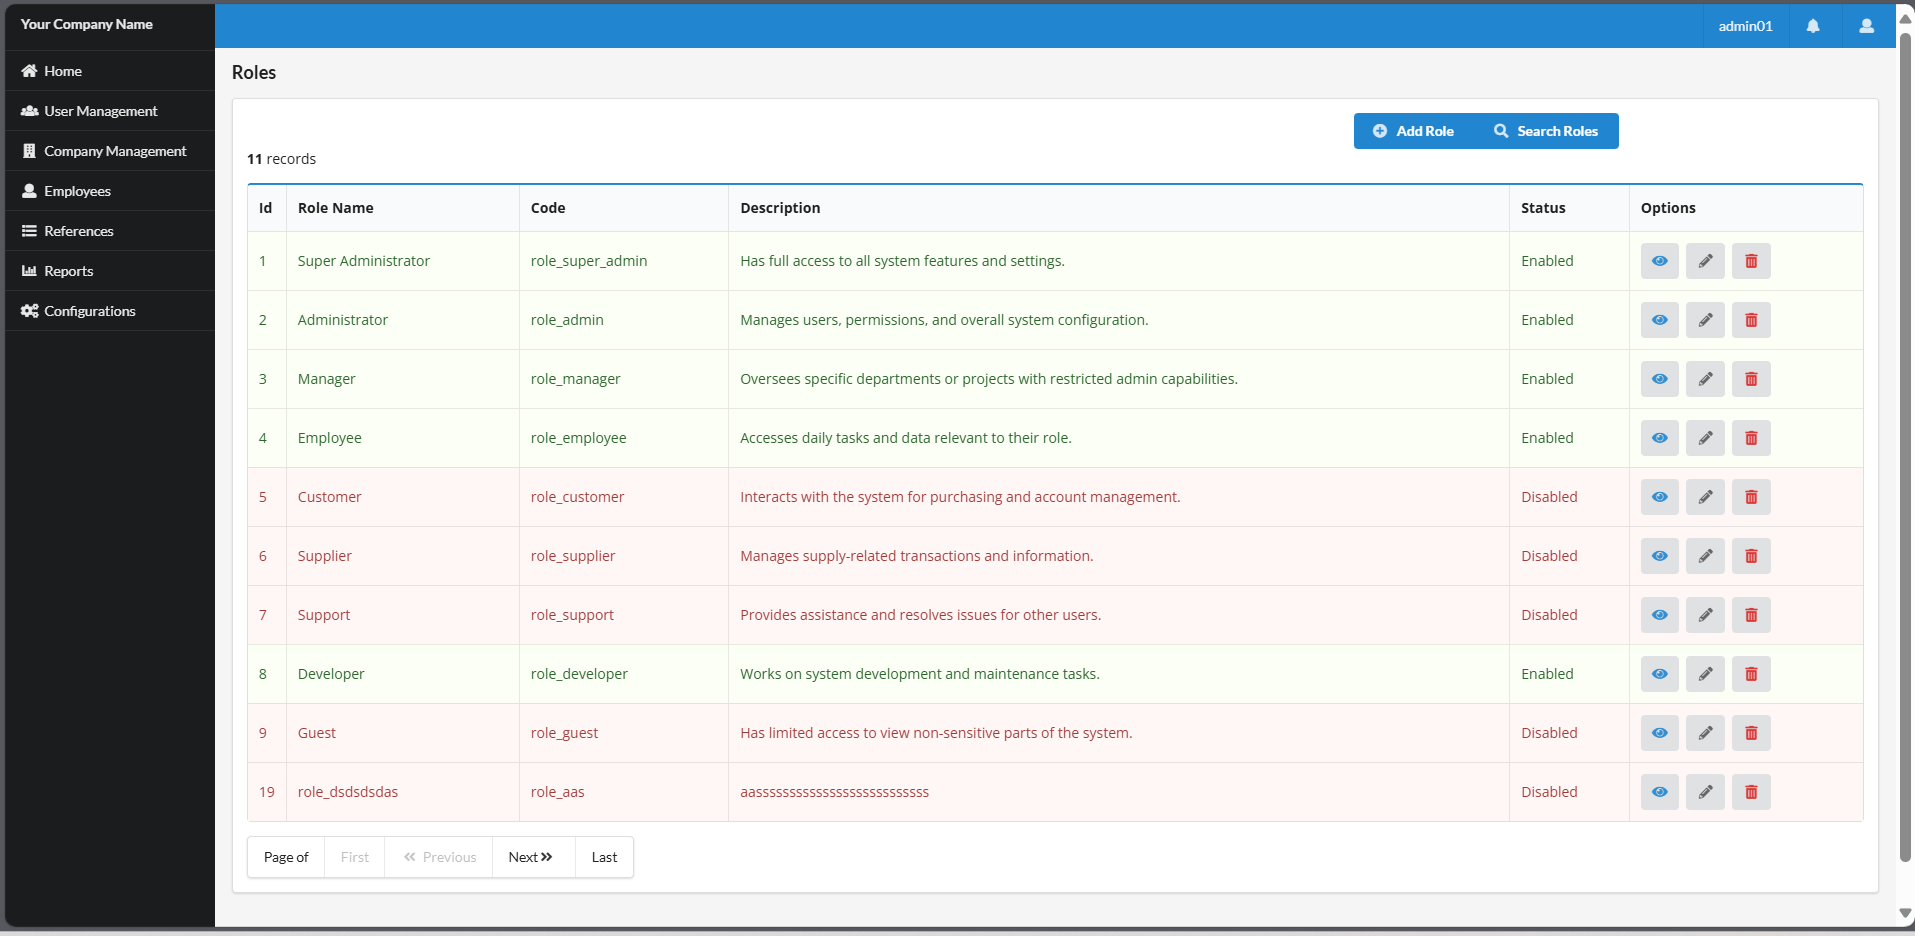 Your Company Name
admin01
Home
User Management
Company Management
Employees
References
Reports
Configurations
Roles
Add Role
Search Roles
11 records
Id Role Name Code Description Status Options
1 Super Administrator role_super_admin Has full access to all system features and settings. Enabled
2 Administrator role_admin Manages users, permissions, and overall system configuration. Enabled
3 Manager role_manager Oversees specific departments or projects with restricted admin capabilities. Enabled
4 Employee role_employee Accesses daily tasks and data relevant to their role. Enabled
5 Customer role_customer Interacts with the system for purchasing and account management. Disabled
6 Supplier role_supplier Manages supply-related transactions and information. Disabled
7 Support role_support Provides assistance and resolves issues for other users. Disabled
8 Developer role_developer Works on system development and maintenance tasks. Enabled
9 Guest role_guest Has limited access to view non-sensitive parts of the system. Disabled
19 role_dsdsdsdas role_aas aasssssssssssssssssssssssssss Disabled
Page of First Previous Next Last